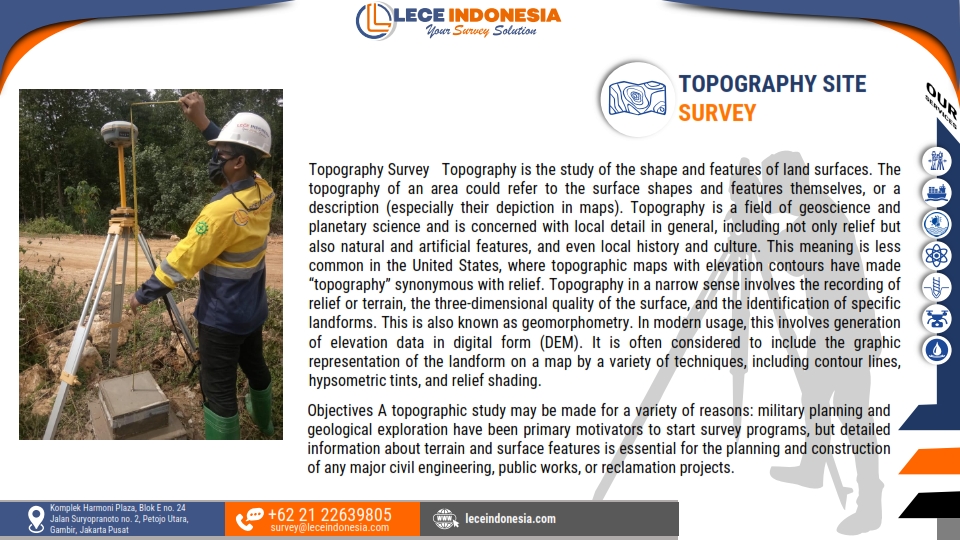 LECE INDONESIA
Your Survey Solution
TOPOGRAPHY SITE
SURVEY
OUR
SERVICES
Topography Survey Topography is the study of the shape and features of land surfaces. The
topography of an area could refer to the surface shapes and features themselves, or a
description (especially their depiction in maps). Topography is a field of geoscience and
planetary science and is concerned with local detail in general, including not only relief but
also natural and artificial features, and even local history and culture. This meaning is less
common in the United States, where topographic maps with elevation contours have made
“topography” synonymous with relief. Topography in a narrow sense involves the recording of
relief or terrain, the three-dimensional quality of the surface, and the identification of specific
landforms. This is also known as geomorphometry. In modern usage, this involves generation
of elevation data in digital form (DEM). It is often considered to include the graphic
representation of the landform on a map by a variety of techniques, including contour lines,
hypsometric tints, and relief shading.
Objectives A topographic study may be made for a variety of reasons: military planning and
geological exploration have been primary motivators to start survey programs, but detailed
information about terrain and surface features is essential for the planning and construction
of any major civil engineering, public works, or reclamation projects.
Komplek Harmoni Plaza, Blok E no. 24
Jalan Suryopranoto no. 2, Petojo Utara,
Gambir, Jakarta Pusat
+62 21 22639805
survey@leceindonesia.com
leceindonesia.com